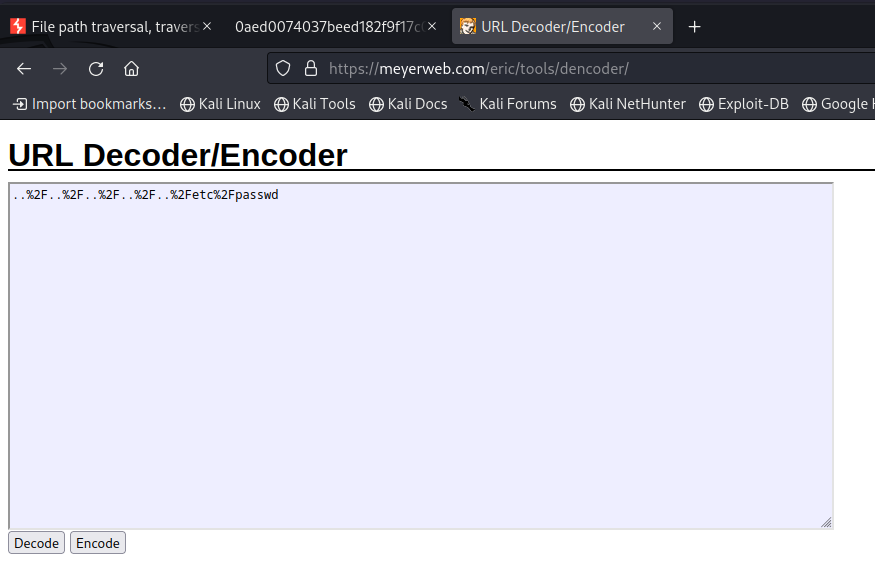 File path traversal, travers
0aed0074037beed182f9f17c
URL Decoder/Encoder
https://meyerweb.com/eric/tools/dencoder/
Import bookmarks... Kali Linux Kali Tools Kali Docs Kali Forums Kali NetHunter Exploit-DB Google
URL Decoder/Encoder
..%2F..%2F..%2F..%2F..%2Fetc%2Fpasswd
Decode Encode